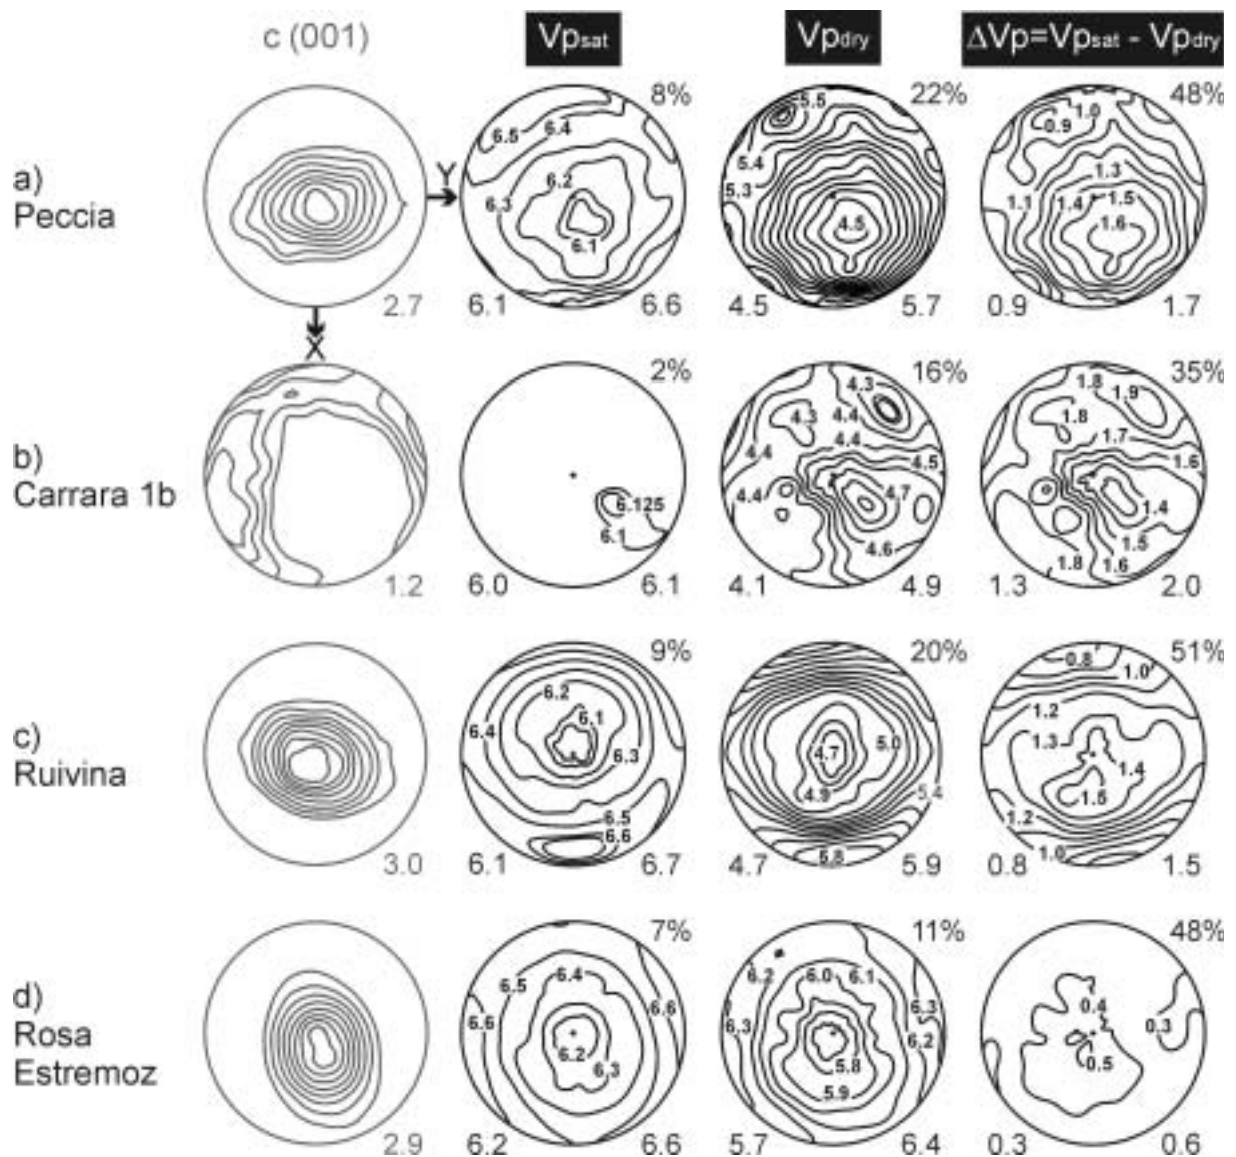 c (001) Vpsat Vpdry ΔVp=Vpsat - Vpdry
8% 22% 48%
6.5 6.4 6.2 6.3 6.1
5.5 5.4 5.3 4.5
1.0 0.9 1.3 1.1 1.4 1.5 1.6
a)
Peccia
Y
2.7 6.1 6.6 4.5 5.7 0.9 1.7
X
2% 16% 35%
6.125 6.1
4.3 4.3 4.4 4.4 4.4 4.5 4.4 4.7 4.6
1.8 1.9 1.8 1.7 1.6 1.4 1.5 1.8 1.6
b)
Carrara 1b
1.2 6.0 6.1 4.1 4.9 1.3 2.0
9% 20% 51%
6.2 6.1 6.4 6.3 6.5 6.6
4.7 5.0 4.9 5.4 5.8
0.8 1.0 1.2 1.3 1.4 1.5 1.2 1.0
c)
Ruivina
3.0 6.1 6.7 4.7 5.9 0.8 1.5
7% 11% 48%
6.4 6.5 6.6 6.6 6.2 6.3
6.2 6.0 6.1 6.3 6.3 6.2 5.8 5.9
0.4 0.3 0.5
d)
Rosa
Estremoz
2.9 6.2 6.6 5.7 6.4 0.3 0.6